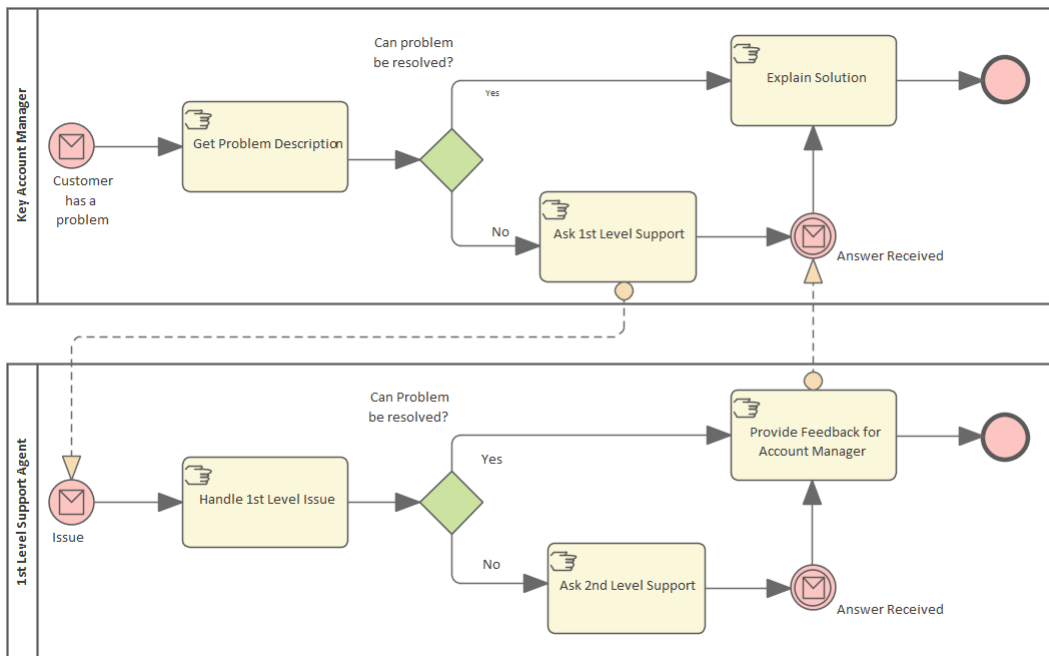 Key Account Manager
Can problem
be resolved?
Yes
Explain Solution
Get Problem Description
Customer
has a
problem
No
Ask 1st Level Support
Answer Received
1st Level Support Agent
Can Problem
be resolved?
Yes
Provide Feedback for
Account Manager
Handle 1st Level Issue
Issue
No
Ask 2nd Level Support
Answer Received